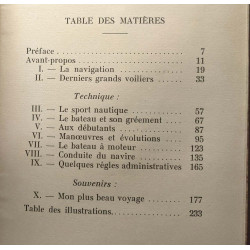 TABLE DES MATIÈRES
Préface . . . . . . . . . . 7
Avant-propos . . . . . . . . . . 11
I. — La navigation . . . . . . . . 19
II. — Derniers grands voiliers . . . . 33
Technique :
III. — Le sport nautique . . . . . . 57
IV. — Le bateau et son gréement . . . . 67
V. — Aux débutants . . . . . . . 87
VI. — Manœuvres et évolutions . . . . 95
VII. — Le bateau à moteur . . . . . 123
VIII. — Conduite du navire . . . . . 135
IX. — Quelques règles administratives 165
Souvenirs :
X. — Mon plus beau voyage . . . . 177
Table des illustrations. . . . . . . 233